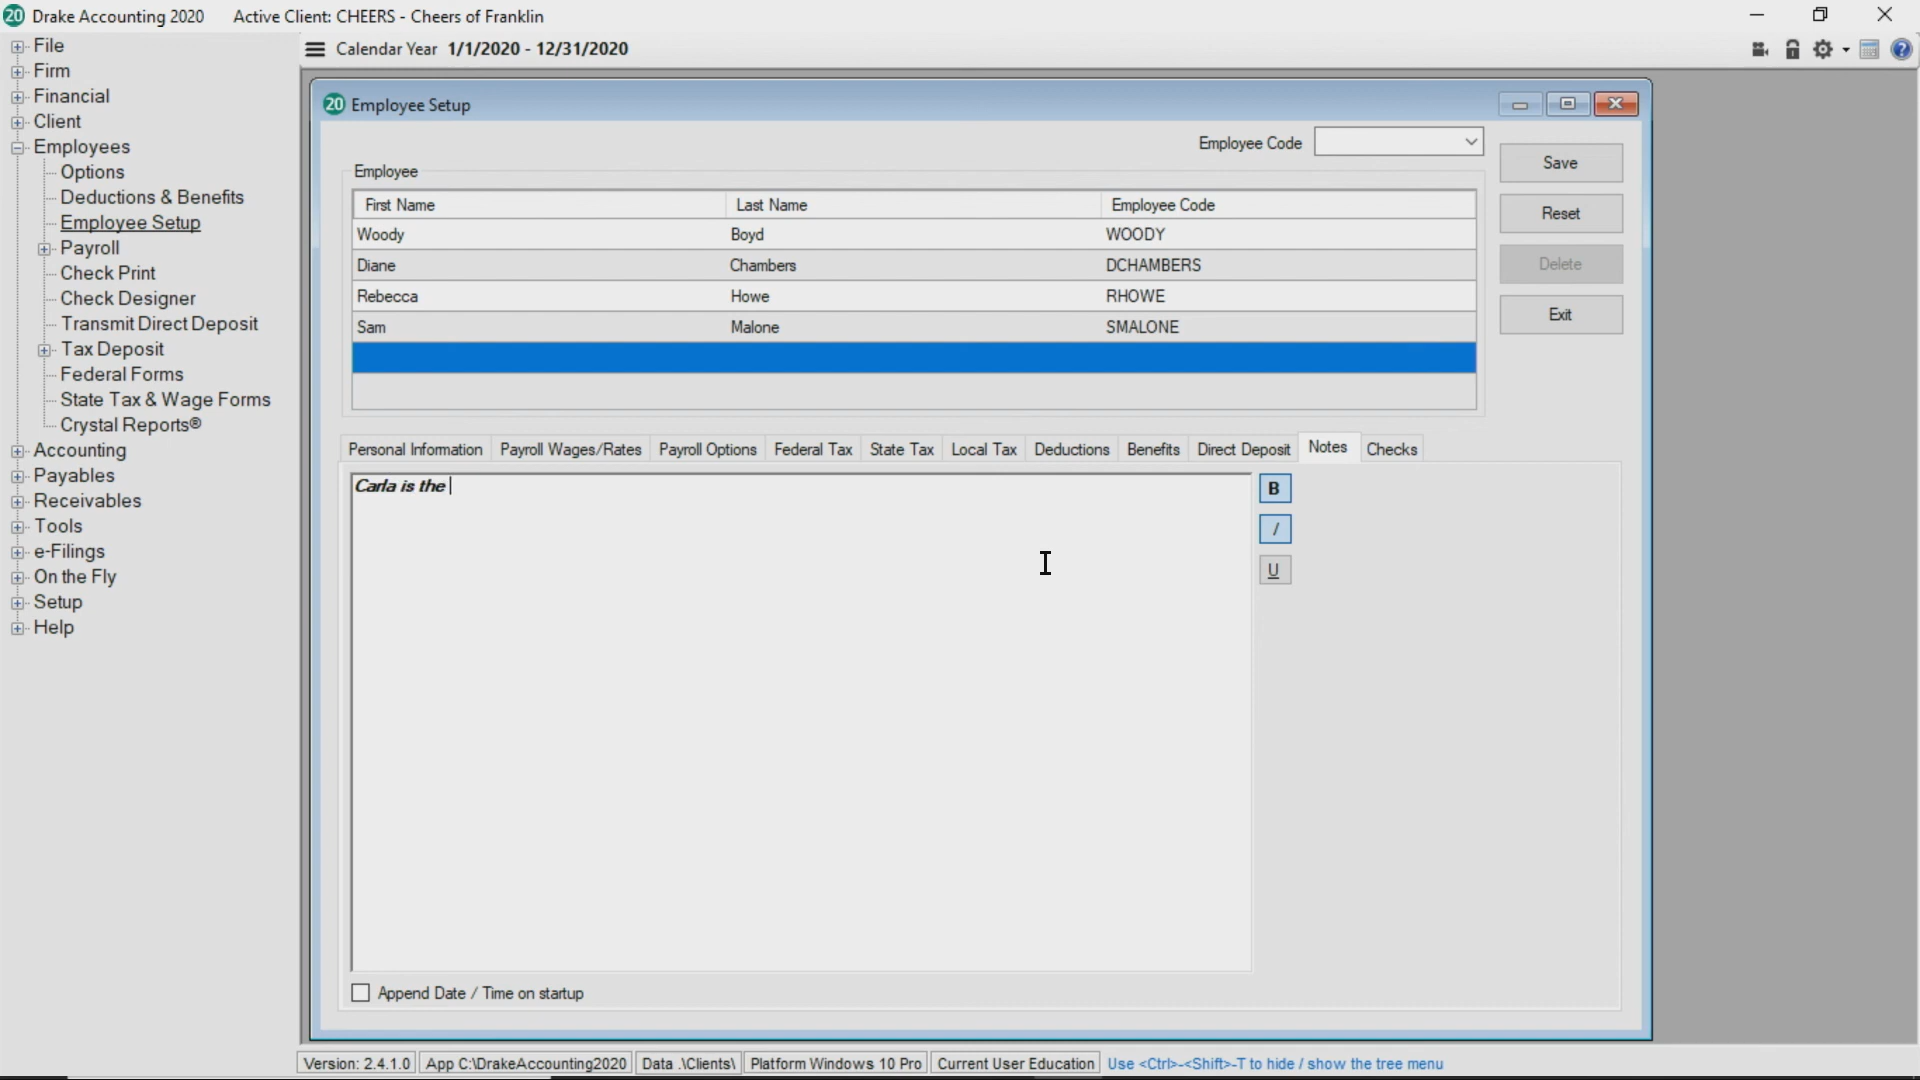 20 Drake Accounting 2020 Active Client: CHEERS - Cheers of Franklin
File
Firm
Financial
Client
Employees
Options
Deductions & Benefits
Employee Setup
Payroll
Check Print
Check Designer
Transmit Direct Deposit
Tax Deposit
Federal Forms
State Tax & Wage Forms
Crystal Reports®
Accounting
Payables
Receivables
Tools
e-Filings
On the Fly
Setup
Help
Calendar Year 1/1/2020 - 12/31/2020
20 Employee Setup
Employee Code
Save
Reset
Delete
Exit
Employee
First Name Last Name Employee Code
Woody Boyd WOODY
Diane Chambers DCHAMBERS
Rebecca Howe RHOWE
Sam Malone SMALONE
Personal Information Payroll Wages/Rates Payroll Options Federal Tax State Tax Local Tax Deductions Benefits Direct Deposit Notes Checks
Carla is the
B
I
U
Append Date / Time on startup
Version: 2.4.1.0 App C:\DrakeAccounting2020 Data .\Clients\ Platform Windows 10 Pro Current User Education Use <Ctrl>-<Shift>-T to hide / show the tree menu